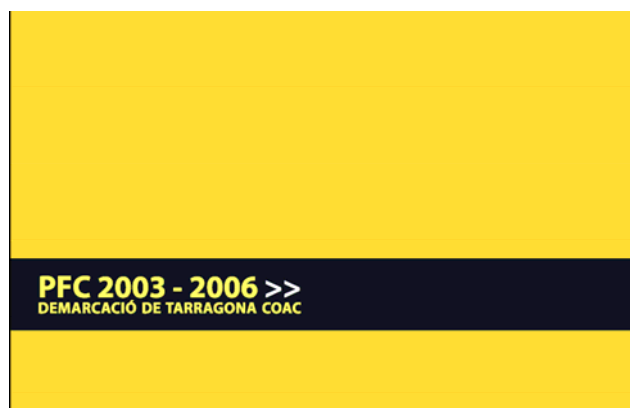 PFC 2003 - 2006 >>
DEMARCACIÓ DE TARRAGONA COAC